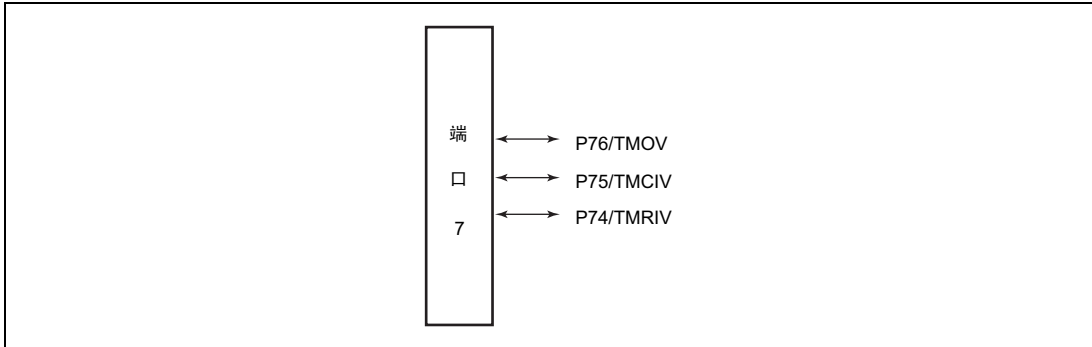 端
口
7
P76/TMOV
P75/TMCIV
P74/TMRIV